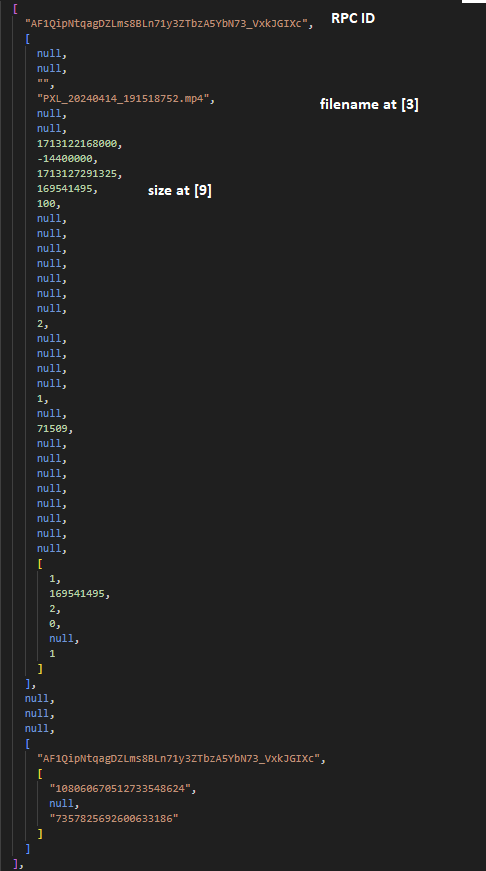 [
"AF1QipNtqagDZLms8BLn71y3ZTbzA5YbN73_VxkJGIXc", RPC ID
[
null,
null,
"",
"PXL_20240414_191518752.mp4", filename at [3]
null,
null,
1713122168000,
-14400000,
1713127291325,
169541495, size at [9]
100,
null,
null,
null,
null,
null,
null,
null,
2,
null,
null,
null,
null,
1,
null,
71509,
null,
null,
null,
null,
null,
null,
null,
null,
[
1,
169541495,
2,
0,
null,
1
]
],
null,
null,
null,
[
"AF1QipNtqagDZLms8BLn71y3ZTbzA5YbN73_VxkJGIXc",
[
"108060670512733548624",
null,
"7357825692600633186"
]
]
],